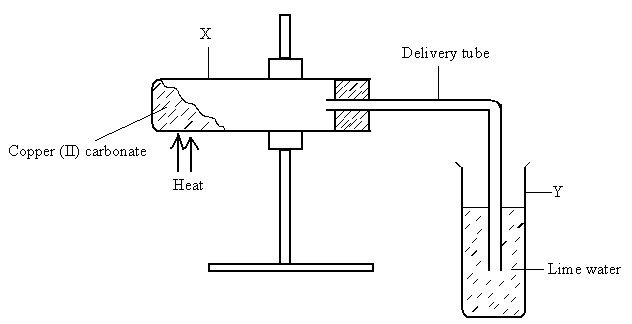 X
Delivery tube
Copper (II) carbonate
Heat
Y
Lime water